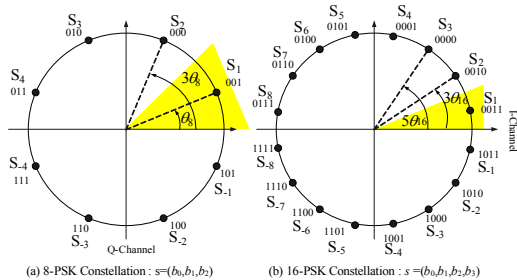 S3
010
S2
000
S4
011
S1
001
3θ8
θ8
S-4
111
101
S-1
110
S-3
100
S-2
Q-Channel
(a) 8-PSK Constellation : s=(b0,b1,b2)
S5
0101
S4
0001
S6
0100
S3
0000
S7
0110
S2
0010
S8
0111
S1
0011
3θ16
5θ16
I-Channel
1111
S-8
1011
S-1
1110
S-7
1010
S-2
1100
S-6
1000
S-3
1101
S-5
1001
S-4
(b) 16-PSK Constellation : s =(b0,b1,b2,b3)